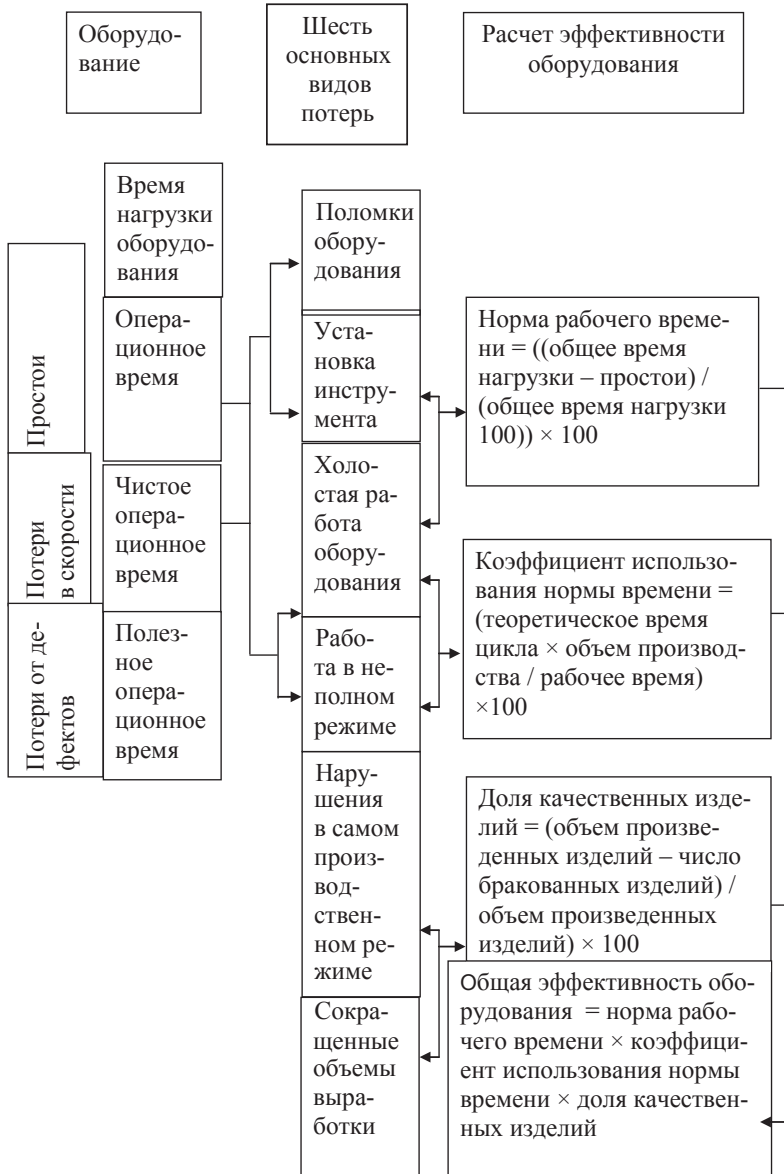 Оборудо-
вание
Шесть
основных
видов
потерь
Расчет эффективности
оборудования
Время
нагрузки
оборудо-
вания
Операционное
время
Чистое
опера-
ционное
время
Полез-
ное
опера-
ционное
время
Простои
Потери
в скорости
Потери от де-
фектов
Поломки
обору-
дования
Уста-
новка
инстру-
мента
Холо-
стая ра-
бота
обору-
дования
Рабо-
та в не-
полном
режиме
Нару-
шения
в самом
произ-
вод-
ствен-
ном ре-
жиме
Сокра-
щенные
объемы
выра-
ботки
Норма рабочего време-
ни = ((общее время
нагрузки – простои) /
(общее время нагрузки
100)) × 100
Коэффициент использо-
вания нормы времени =
(теоретическое время
цикла × объем производ-
ства / рабочее время)
×100
Доля качественных изде-
лий = (объем произве-
денных изделий – число
бракованных изделий) /
объем произведенных
изделий) × 100
Общая эффективность обо-
рудования = норма рабо-
чего времени × коэффици-
ент использования нормы
времени × доля качествен-
ных изделий